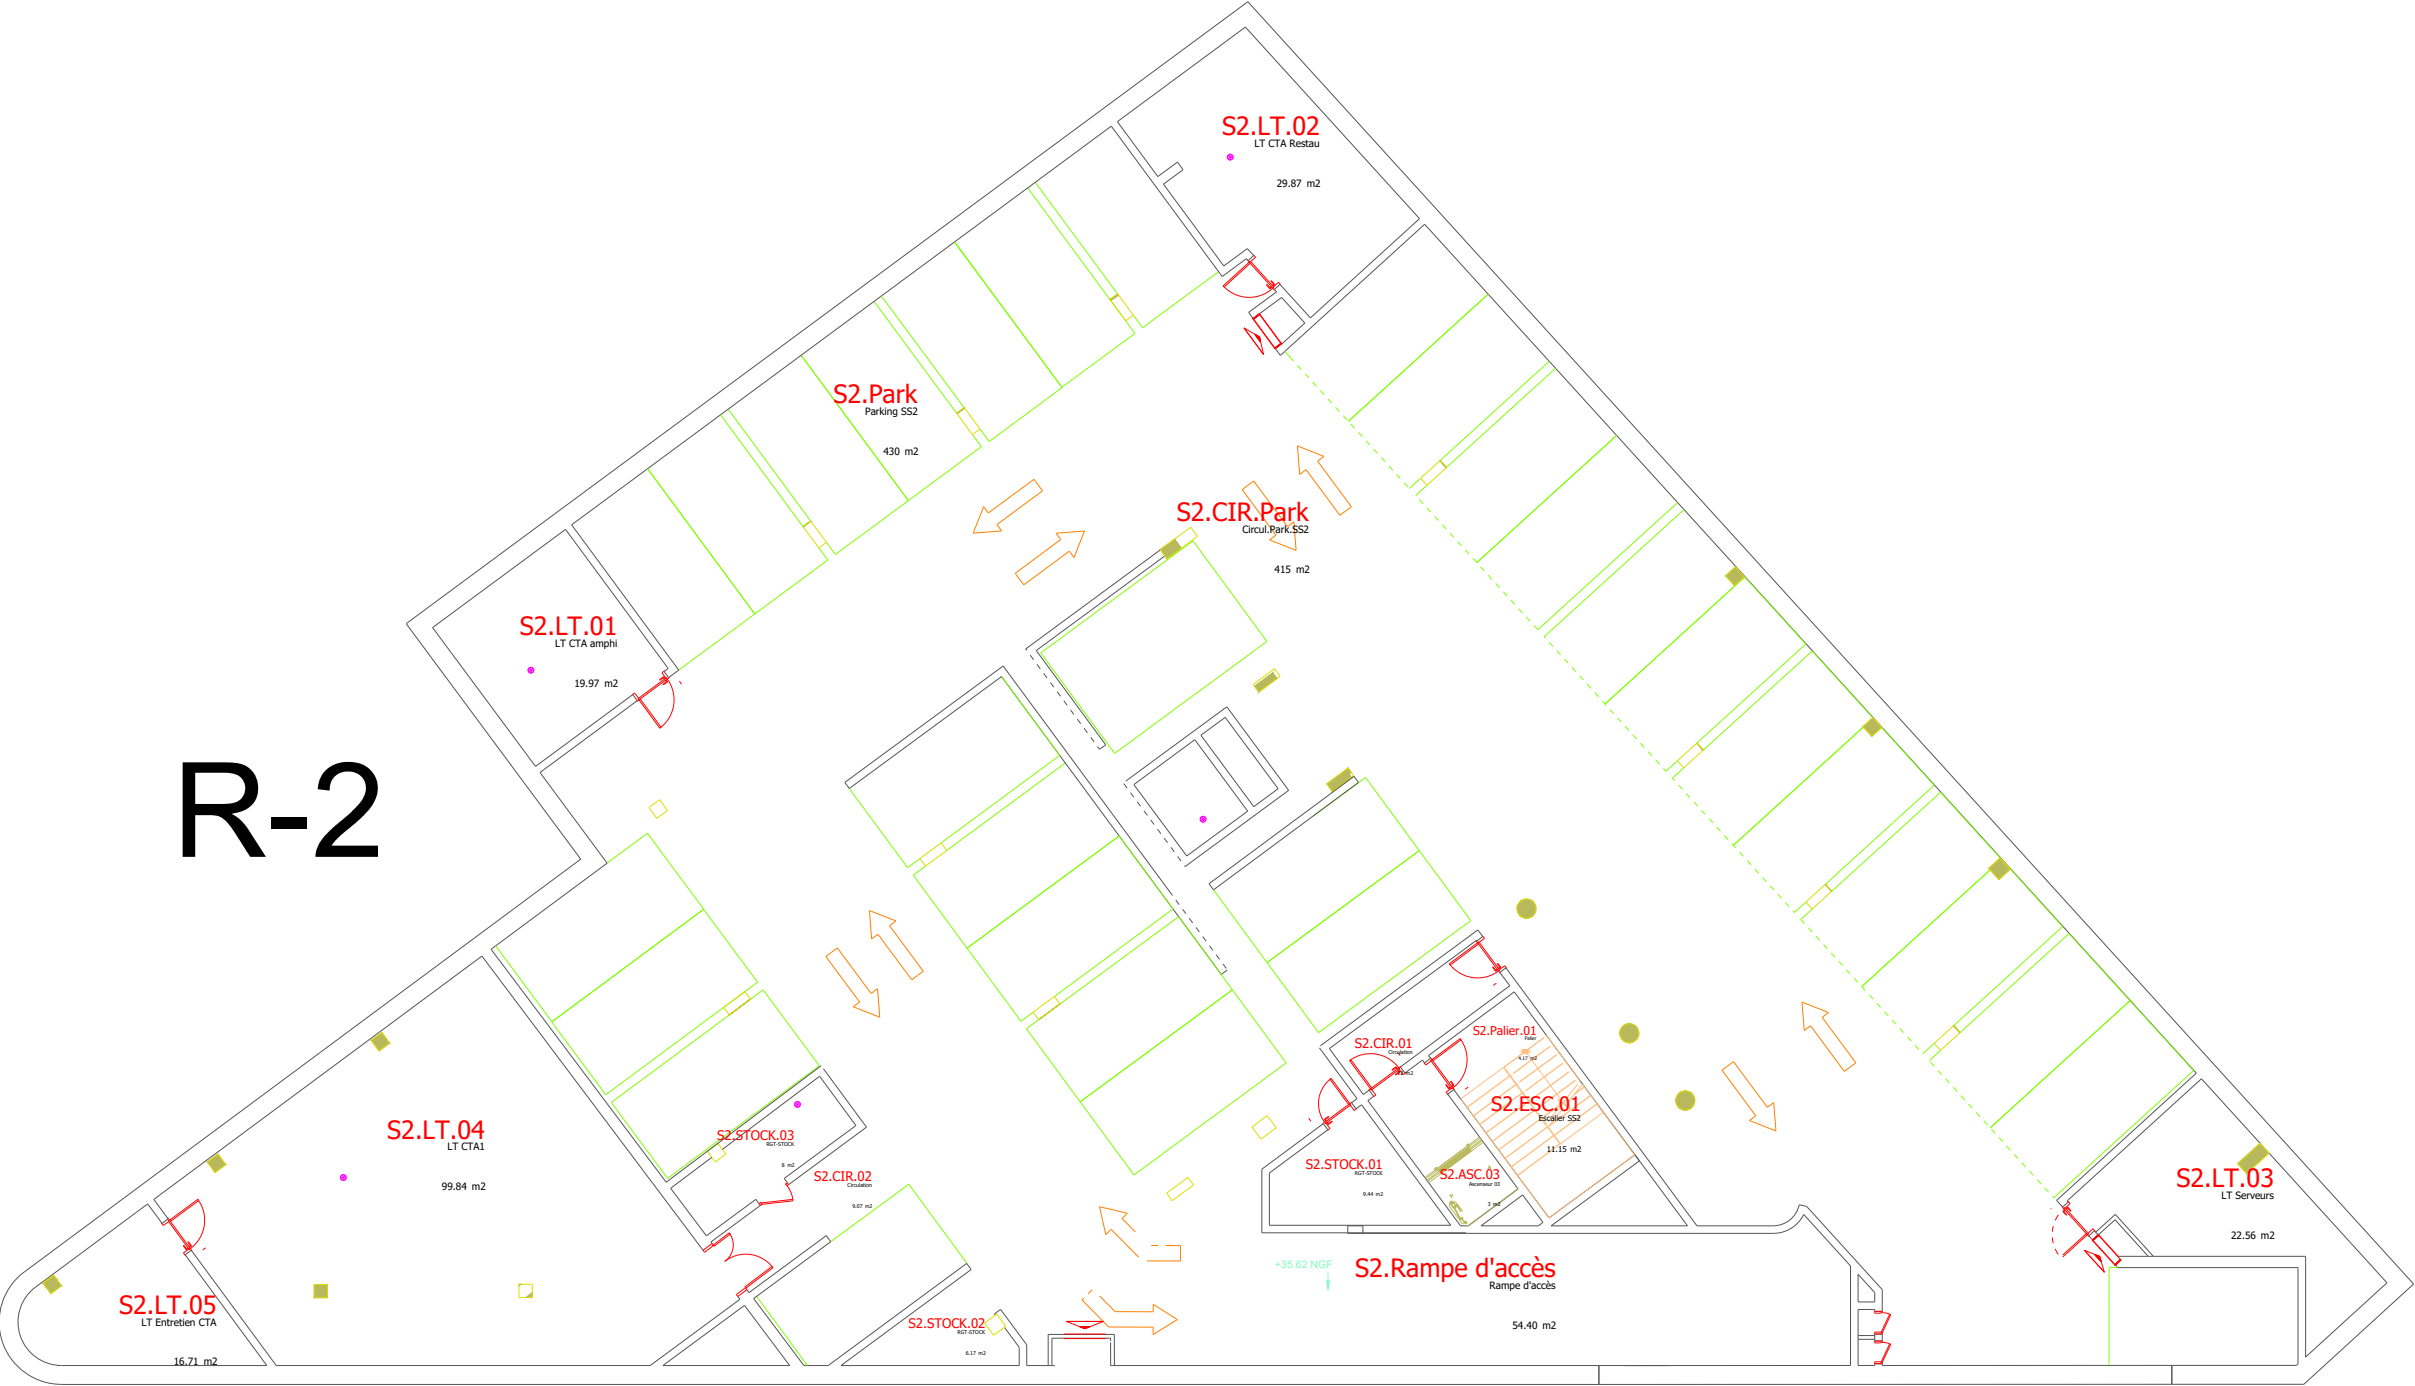 S2.LT.02
LT CTA Restau
29.87 m2
S2.Park
Parking SS2
430 m2
S2.CIR.Park
Circul.Park.SS2
415 m2
S2.LT.01
LT CTA amphi
19.97 m2
R-2
S2.Palier.01
Palier
4.17 m2
S2.CIR.01
Circulation
m2
S2.ESC.01
Escalier SS2
11.15 m2
S2.LT.04
LT CTA1
99.84 m2
S2.STOCK.03
RGT-STOCK
8 m2
S2.CIR.02
Circulation
9.07 m2
S2.STOCK.01
RGT-STOCK
9.44 m2
S2.ASC.03
Ascenseur 03
3 m2
S2.LT.03
LT Serveurs
22.56 m2
+35.62 NGF
S2.Rampe d'accès
Rampe d'accès
54.40 m2
S2.LT.05
LT Entretien CTA
16.71 m2
S2.STOCK.02
RGT-STOCK
6.17 m2